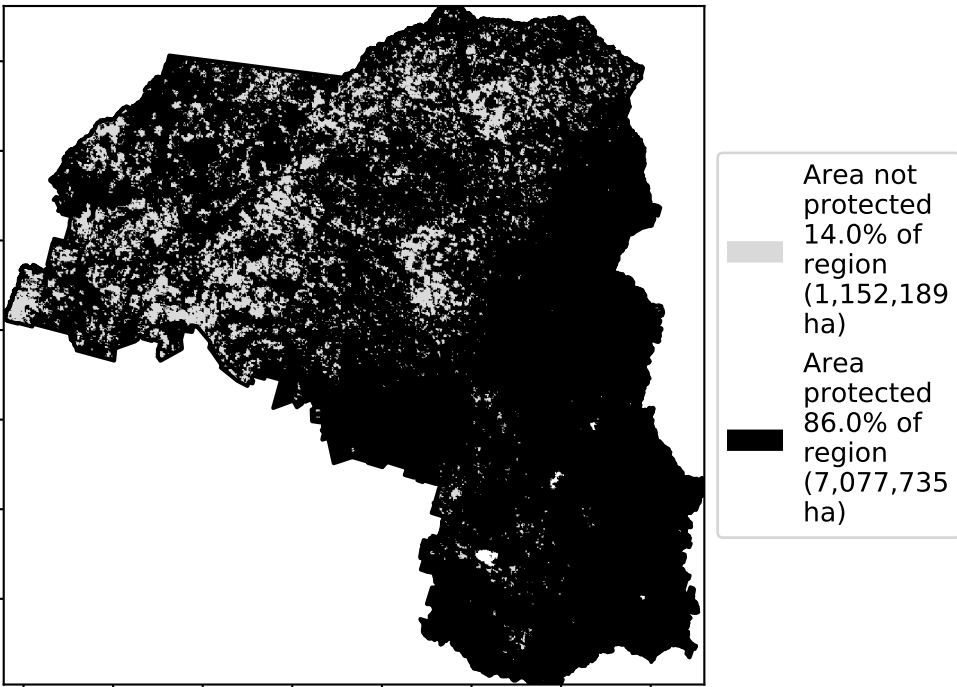 Area not
protected
14.0% of
region
(1,152,189
ha)
Area
protected
86.0% of
region
(7,077,735
ha)